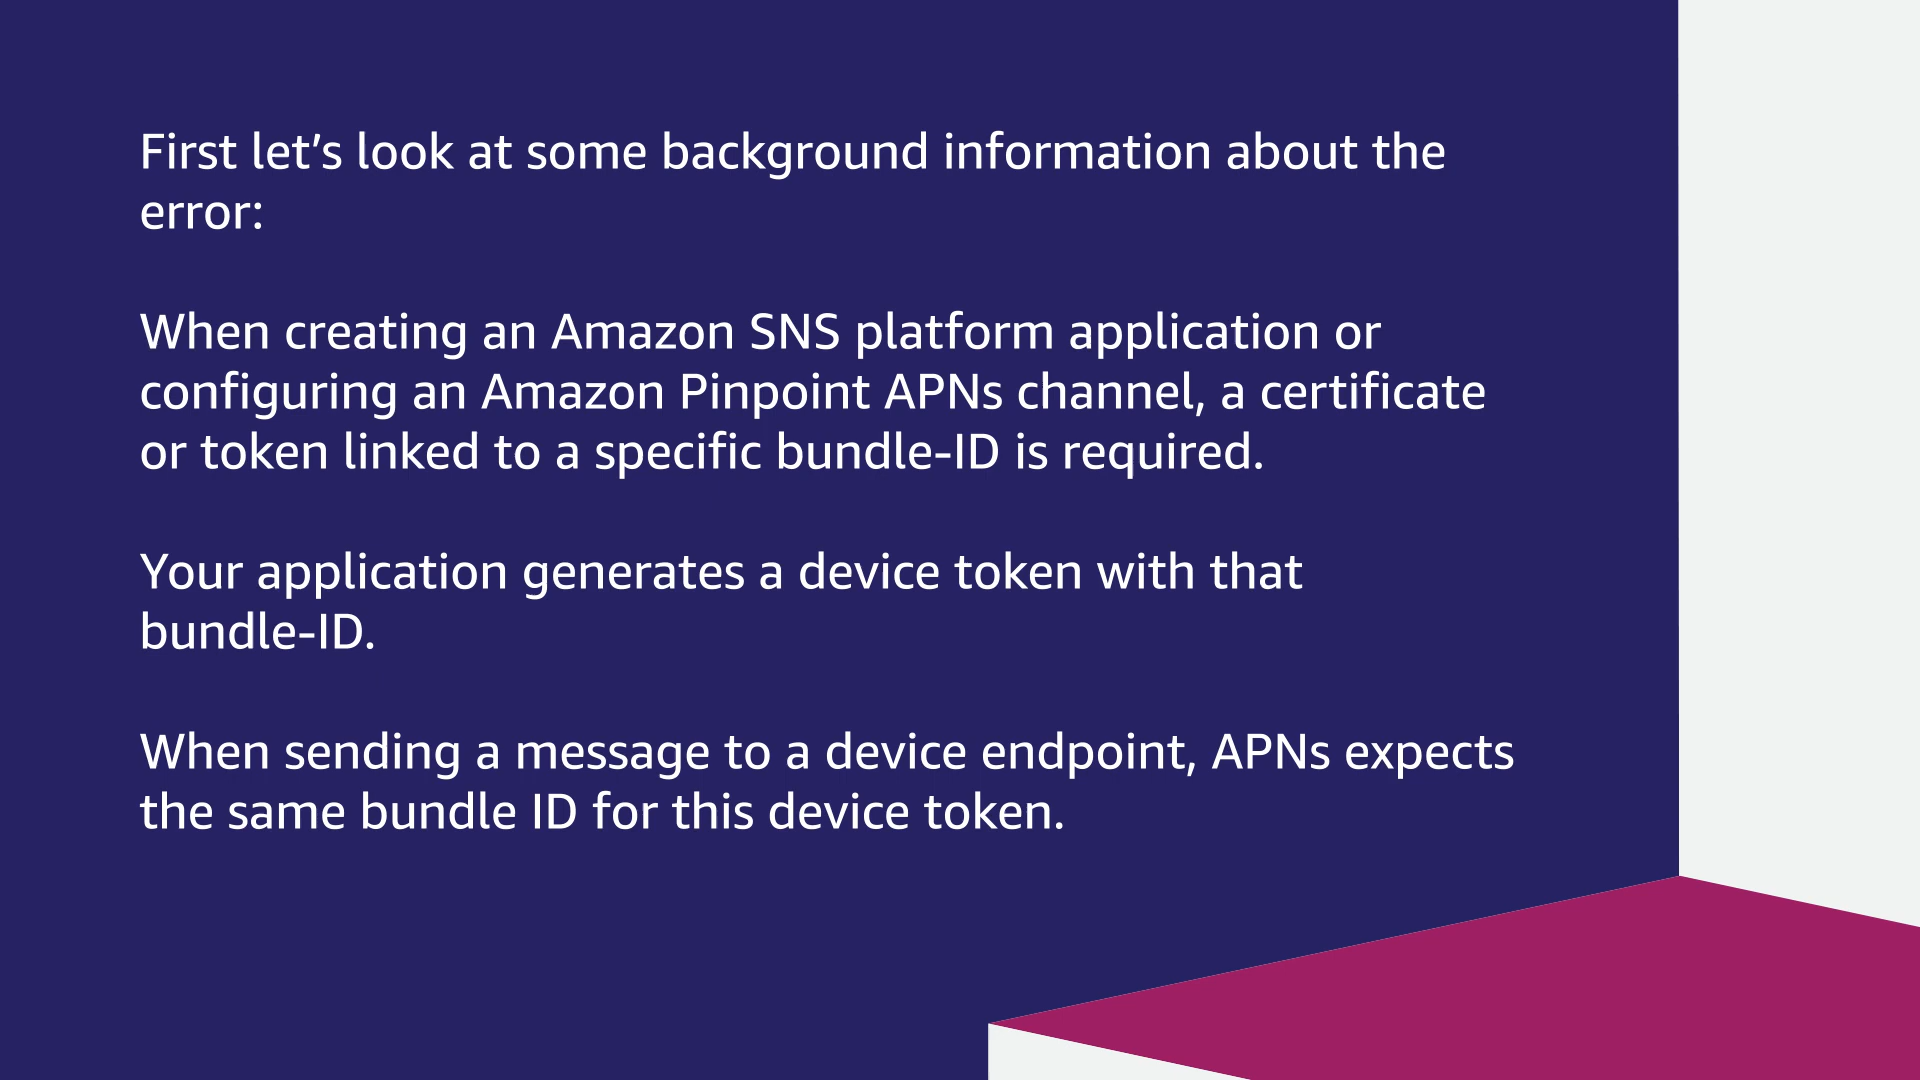 First let’s look at some background information about the
error:
When creating an Amazon SNS platform application or
configuring an Amazon Pinpoint APNs channel, a certificate
or token linked to a specific bundle-ID is required.
Your application generates a device token with that
bundle-ID.
When sending a message to a device endpoint, APNs expects
the same bundle ID for this device token.